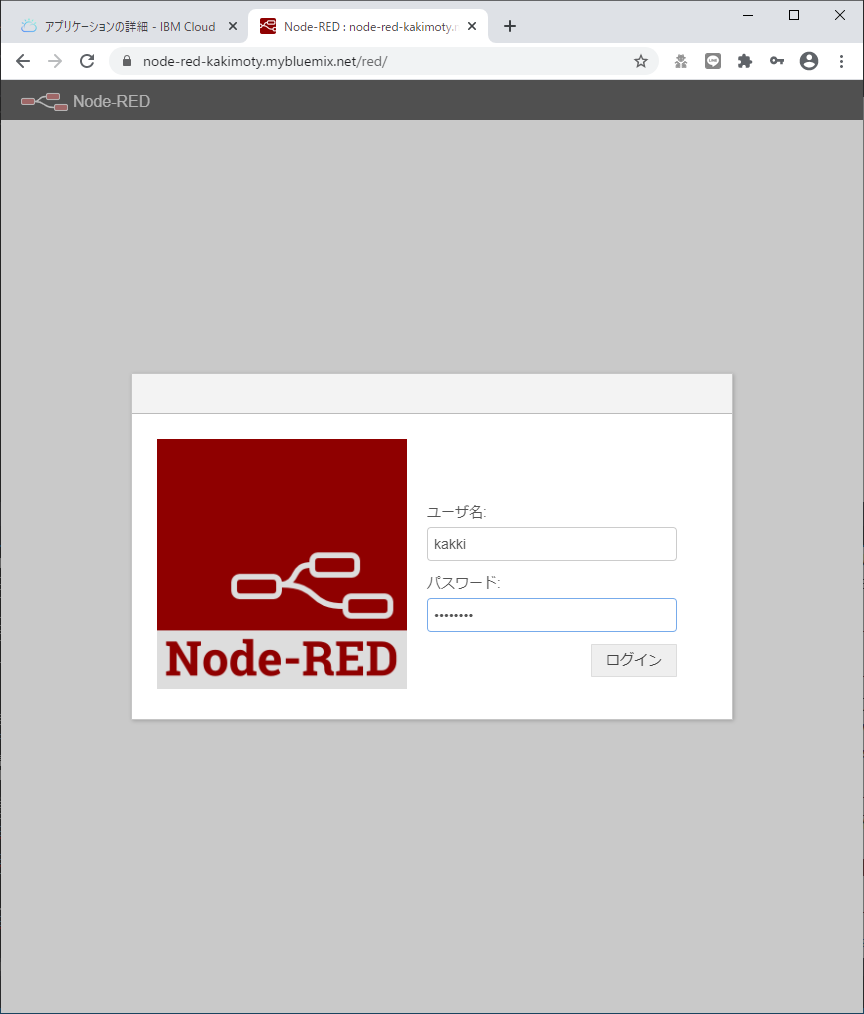 アプリケーションの詳細 - IBM Cloud
Node-RED : node-red-kakimoty.m
node-red-kakimoty.mybluemix.net/red/
Node-RED
ユーザ名:
kakki
パスワード:
••••••••
ログイン
Node-RED